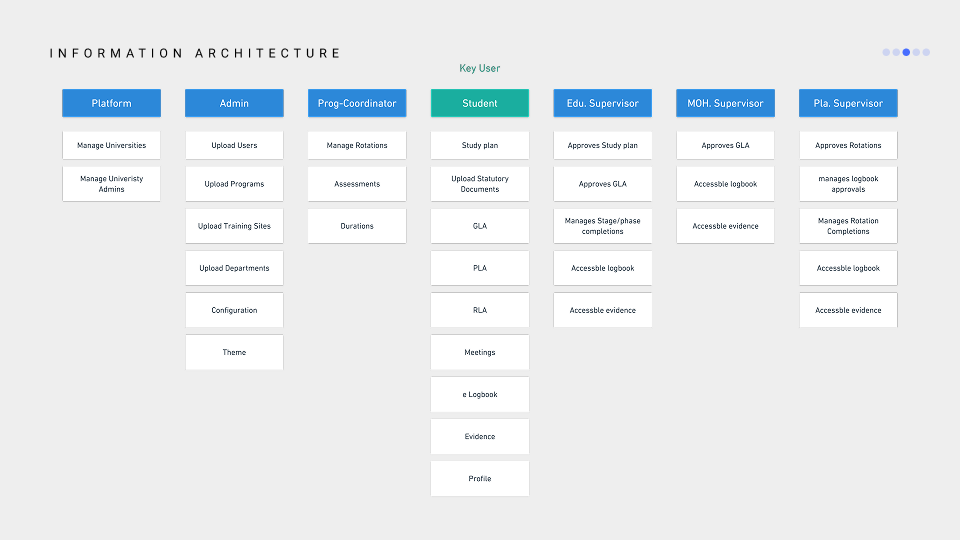 INFORMATION ARCHITECTURE
Key User
Platform
Manage Universities
Manage Univeristy
Admins
Admin
Upload Users
Upload Programs
Upload Training Sites
Upload Departments
Configuration
Theme
Prog-Coordinator
Manage Rotations
Assessments
Durations
Student
Study plan
Upload Statutory
Documents
GLA
PLA
RLA
Meetings
e Logbook
Evidence
Profile
Edu. Supervisor
Approves Study plan
Approves GLA
Manages Stage/phase
completions
Accessble logbook
Accessble evidence
MOH. Supervisor
Approves GLA
Accessble logbook
Accessble evidence
Pla. Supervisor
Approves Rotations
manages logbook
approvals
Manages Rotation
Completions
Accessble logbook
Accessble evidence